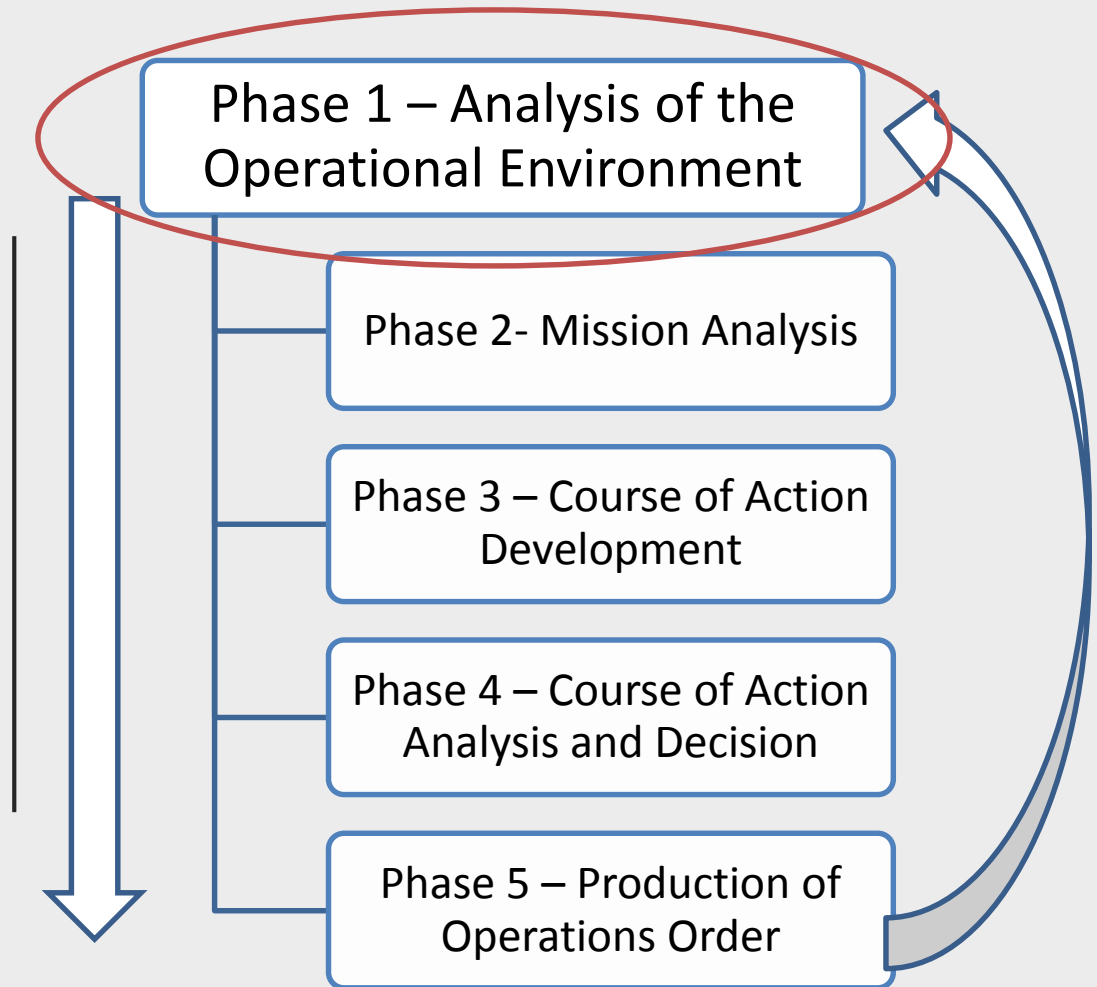 Phase 1 – Analysis of the
Operational Environment
Phase 2- Mission Analysis
Phase 3 – Course of Action
Development
Phase 4 – Course of Action
Analysis and Decision
Phase 5 – Production of
Operations Order